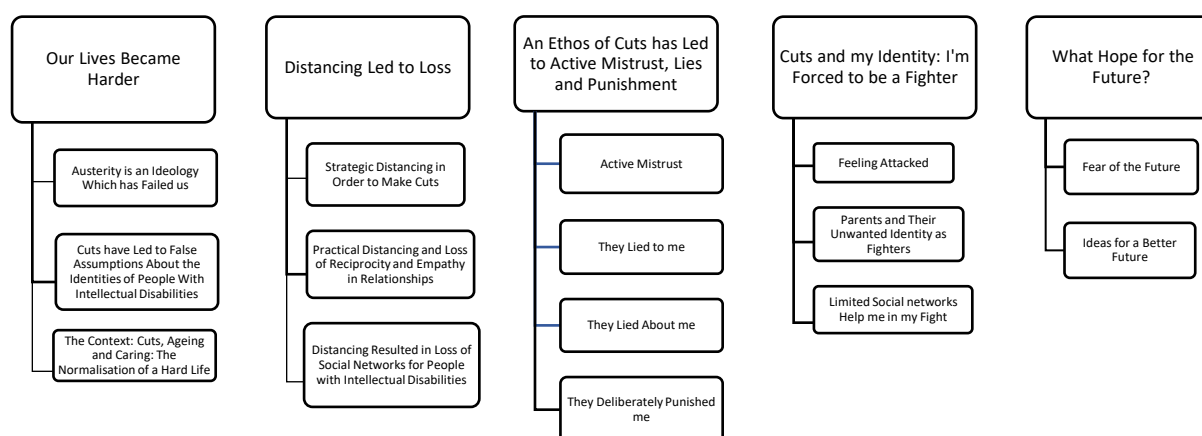 Our Lives Became
Harder
Austerity is an Ideology
Which has Failed us
Cuts have Led to False
Assumptions About the
Identities of People With
Intellectual Disabilities
The Context: Cuts, Ageing
and Caring: The
Normalisation of a Hard Life
Distancing Led to Loss
Strategic Distancing in
Order to Make Cuts
Practical Distancing and Loss
of Reciprocity and Empathy
in Relationships
Distancing Resulted in Loss of
Social Networks for People
with Intellectual Disabilities
An Ethos of Cuts has Led
to Active Mistrust, Lies
and Punishment
Active Mistrust
They Lied to me
They Lied About me
They Deliberately Punished
me
Cuts and my Identity: I'm
Forced to be a Fighter
Feeling Attacked
Parents and Their
Unwanted Identity as
Fighters
Limited Social networks
Help me in my Fight
What Hope for the
Future?
Fear of the Future
Ideas for a Better
Future